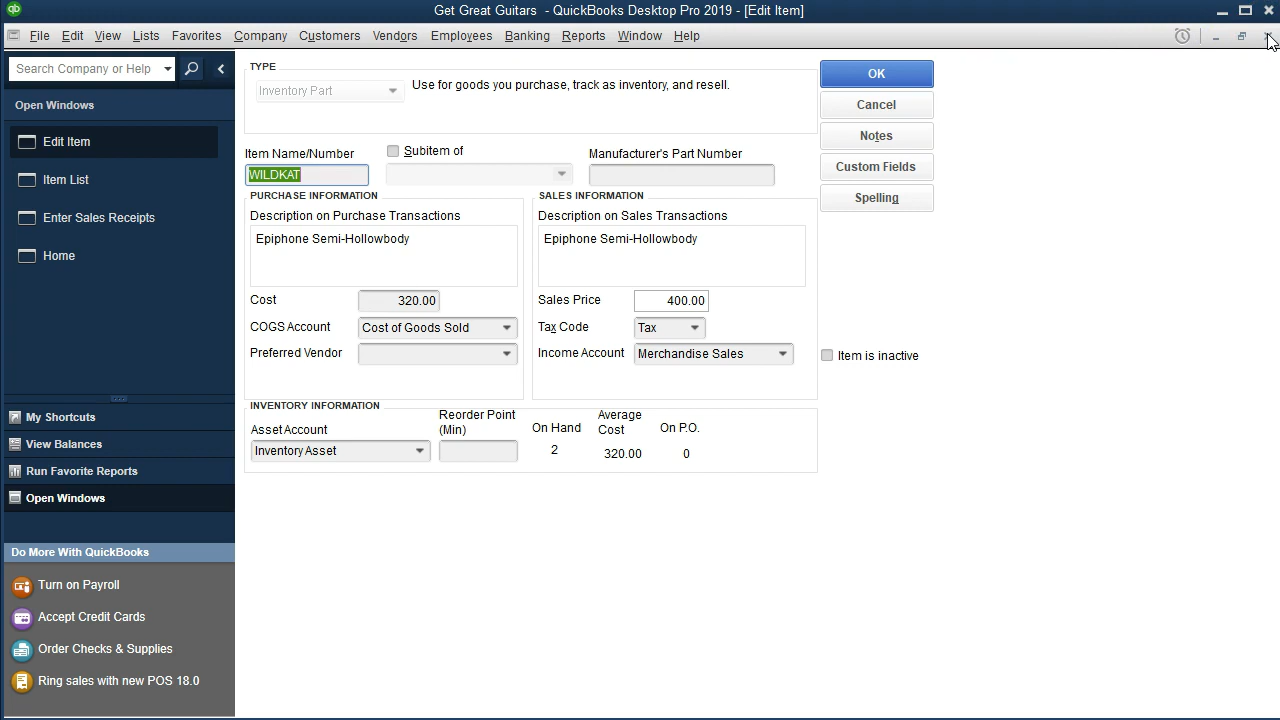 qb
Get Great Guitars - QuickBooks Desktop Pro 2019 - [Edit Item]
File Edit View Lists Favorites Company Customers Vendors Employees Banking Reports Window Help
Search Company or Help
Open Windows
Edit Item
Item List
Enter Sales Receipts
Home
My Shortcuts
View Balances
Run Favorite Reports
Open Windows
Do More With QuickBooks
Turn on Payroll
Accept Credit Cards
Order Checks & Supplies
Ring sales with new POS 18.0
TYPE
Inventory Part
Use for goods you purchase, track as inventory, and resell.
Item Name/Number
Subitem of
Manufacturer's Part Number
WILDKAT
PURCHASE INFORMATION
Description on Purchase Transactions
Epiphone Semi-Hollowbody
Cost 320.00
COGS Account Cost of Goods Sold
Preferred Vendor
SALES INFORMATION
Description on Sales Transactions
Epiphone Semi-Hollowbody
Sales Price 400.00
Tax Code Tax
Income Account Merchandise Sales
INVENTORY INFORMATION
Asset Account
Inventory Asset
Reorder Point
(Min)
On Hand
2
Average
Cost
320.00
On P.O.
0
OK
Cancel
Notes
Custom Fields
Spelling
Item is inactive